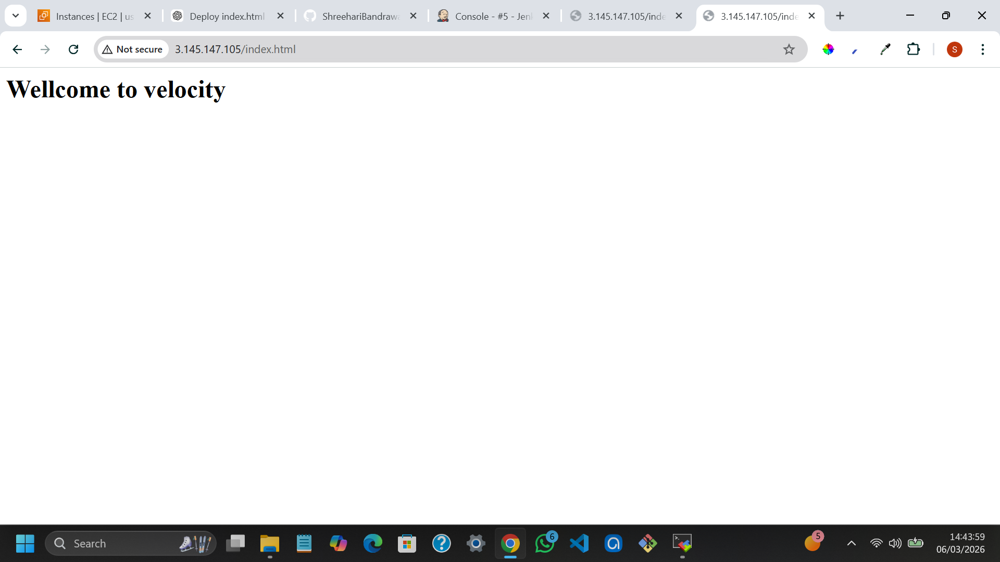 Instances | EC2 | us
Deploy index.html
ShreehariBandraw
Console - #5 - Jen
3.145.147.105/inde
3.145.147.105/inde
Not secure
3.145.147.105/index.html
S
Wellcome to velocity
Search
6
5
14:43:59
06/03/2026